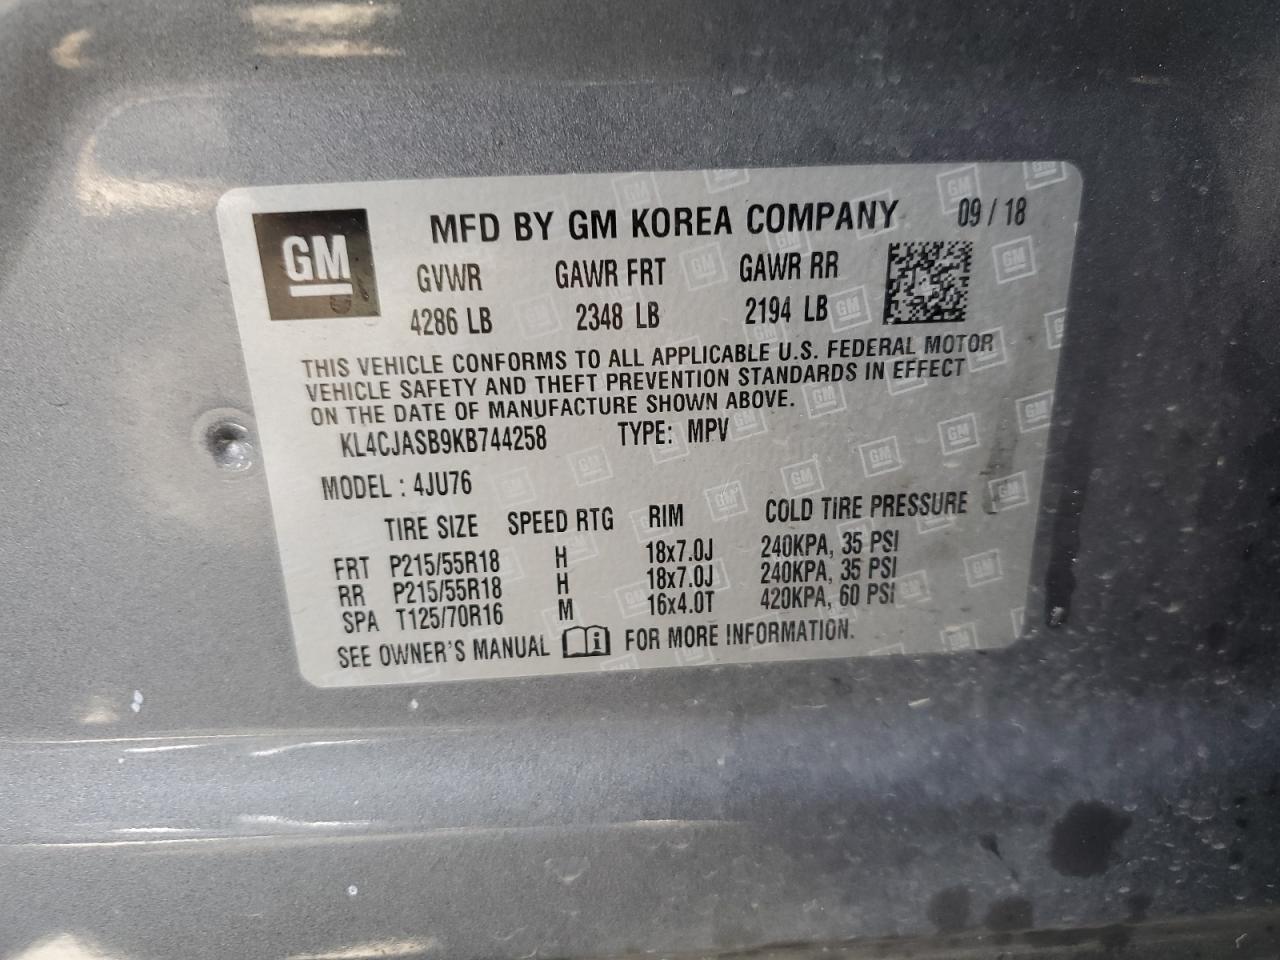 GM
MFD BY GM KOREA COMPANY 09 / 18
GVWR GAWR FRT GAWR RR
4286 LB 2348 LB 2194 LB
THIS VEHICLE CONFORMS TO ALL APPLICABLE U.S. FEDERAL MOTOR
VEHICLE SAFETY AND THEFT PREVENTION STANDARDS IN EFFECT
ON THE DATE OF MANUFACTURE SHOWN ABOVE.
KL4CJASB9KB744258 TYPE: MPV
MODEL : 4JU76
TIRE SIZE SPEED RTG RIM COLD TIRE PRESSURE
FRT P215/55R18 H 18x7.0J 240KPA, 35 PSI
RR P215/55R18 H 18x7.0J 240KPA, 35 PSI
SPA T125/70R16 M 16x4.0T 420KPA, 60 PSI
SEE OWNER'S MANUAL FOR MORE INFORMATION.